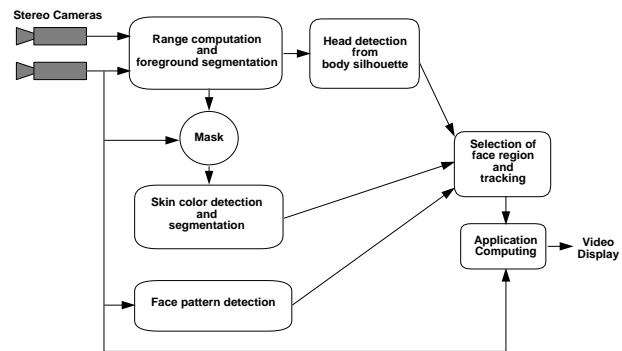 Stereo Cameras
Range computation
and
foreground segmentation
Head detection
from
body silhouette
Mask
Selection of
face region
and
tracking
Skin color detection
and
segmentation
Application
Computing
Video
Display
Face pattern detection